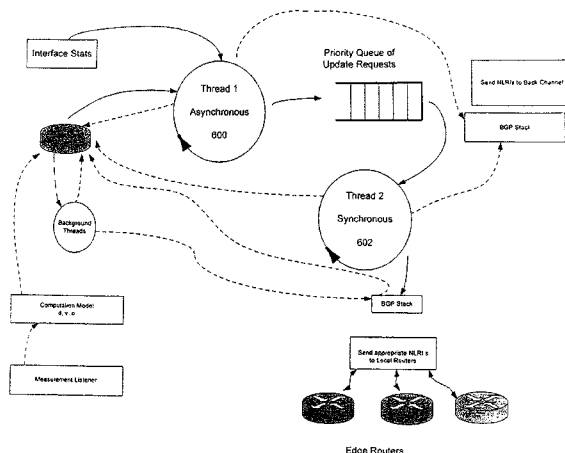 Interface Stats
Thread 1
Asynchronous
600
Priority Queue of
Update Requests
Send NLRIs to Back Channel
BGP Stack
Thread 2
Synchronous
602
Background
Threads
BGP Stack
Computation Model
d, v, o
Measurement Listener
Send appropriate NLRI s
to Local Routers
Edge Routers